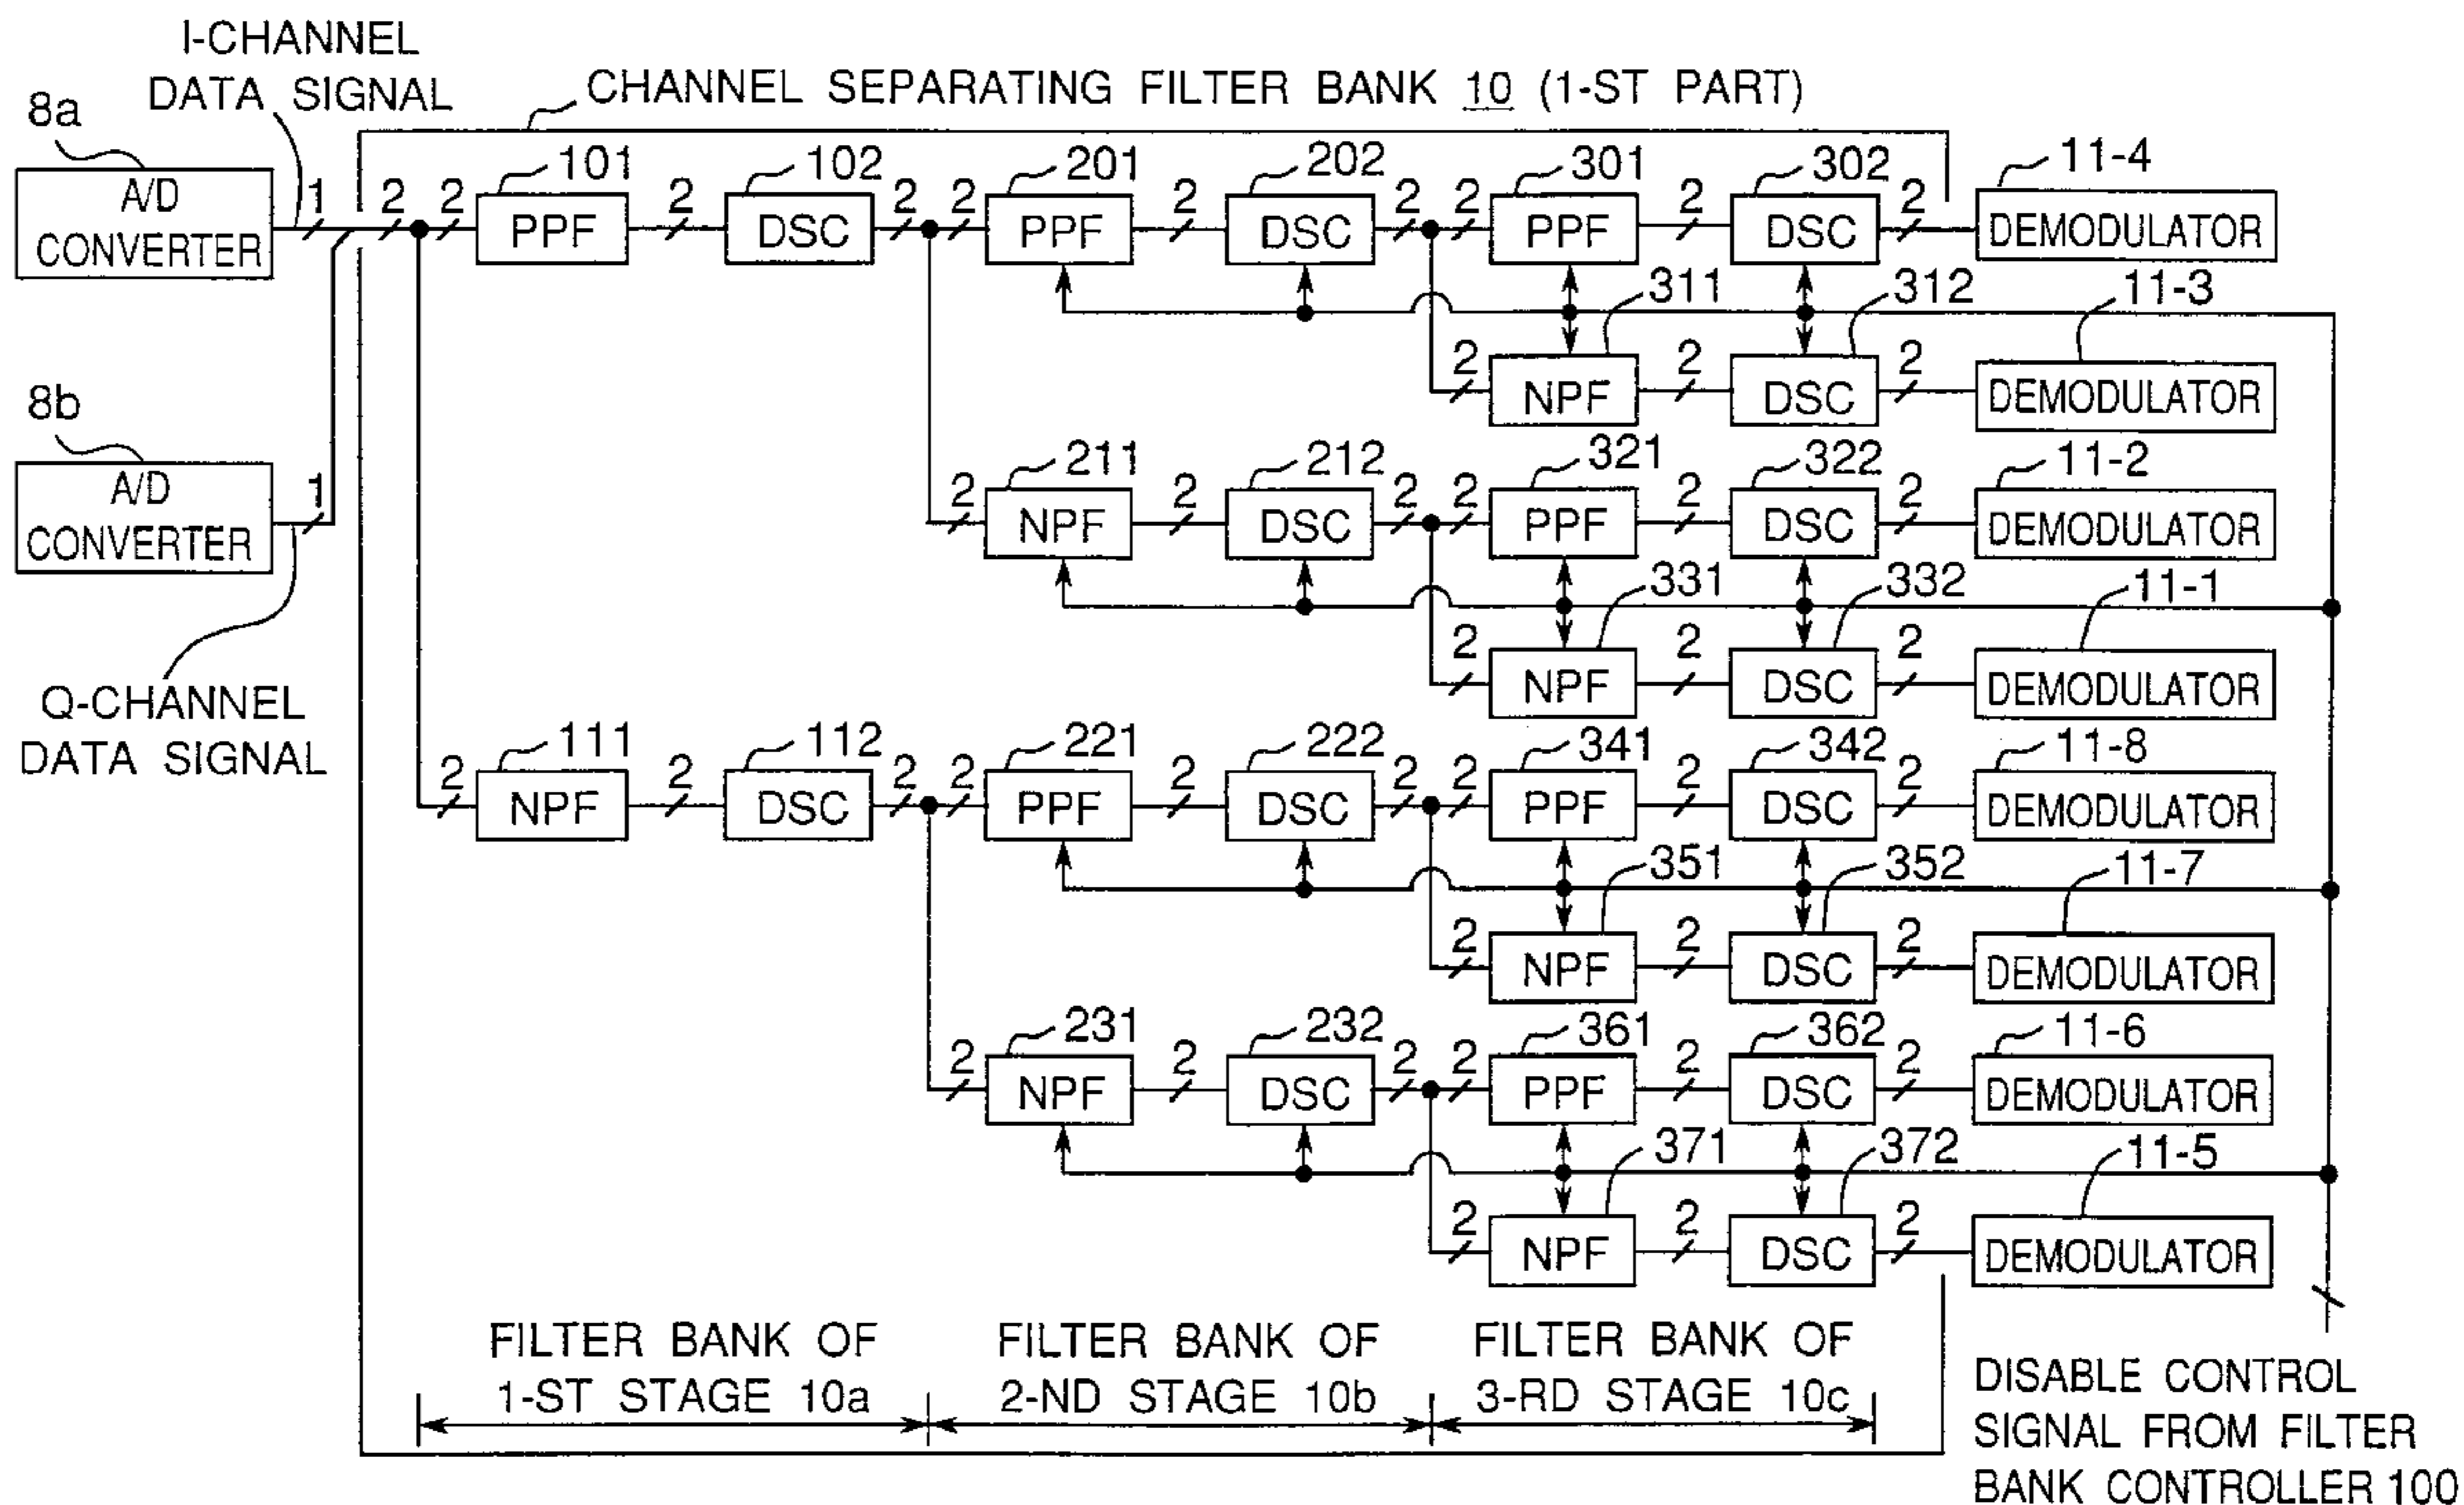 I-CHANNEL
DATA SIGNAL
CHANNEL SEPARATING FILTER BANK 10 (1-ST PART)
8a
A/D
CONVERTER
1
2
2
101
PPF
2
102
DSC
2
2
201
PPF
2
202
DSC
2
2
301
PPF
2
302
DSC
2
11-4
DEMODULATOR
2
311
NPF
2
312
DSC
2
11-3
DEMODULATOR
8b
A/D
CONVERTER
1
2
211
NPF
2
212
DSC
2
2
321
PPF
2
322
DSC
2
11-2
DEMODULATOR
2
331
NPF
2
332
DSC
2
11-1
DEMODULATOR
Q-CHANNEL
DATA SIGNAL
2
111
NPF
2
112
DSC
2
2
221
PPF
2
222
DSC
2
2
341
PPF
2
342
DSC
2
11-8
DEMODULATOR
2
351
NPF
2
352
DSC
2
11-7
DEMODULATOR
2
231
NPF
2
232
DSC
2
2
361
PPF
2
362
DSC
2
11-6
DEMODULATOR
2
371
NPF
2
372
DSC
2
11-5
DEMODULATOR
FILTER BANK OF
1-ST STAGE 10a
FILTER BANK OF
2-ND STAGE 10b
FILTER BANK OF
3-RD STAGE 10c
DISABLE CONTROL
SIGNAL FROM FILTER
BANK CONTROLLER 100